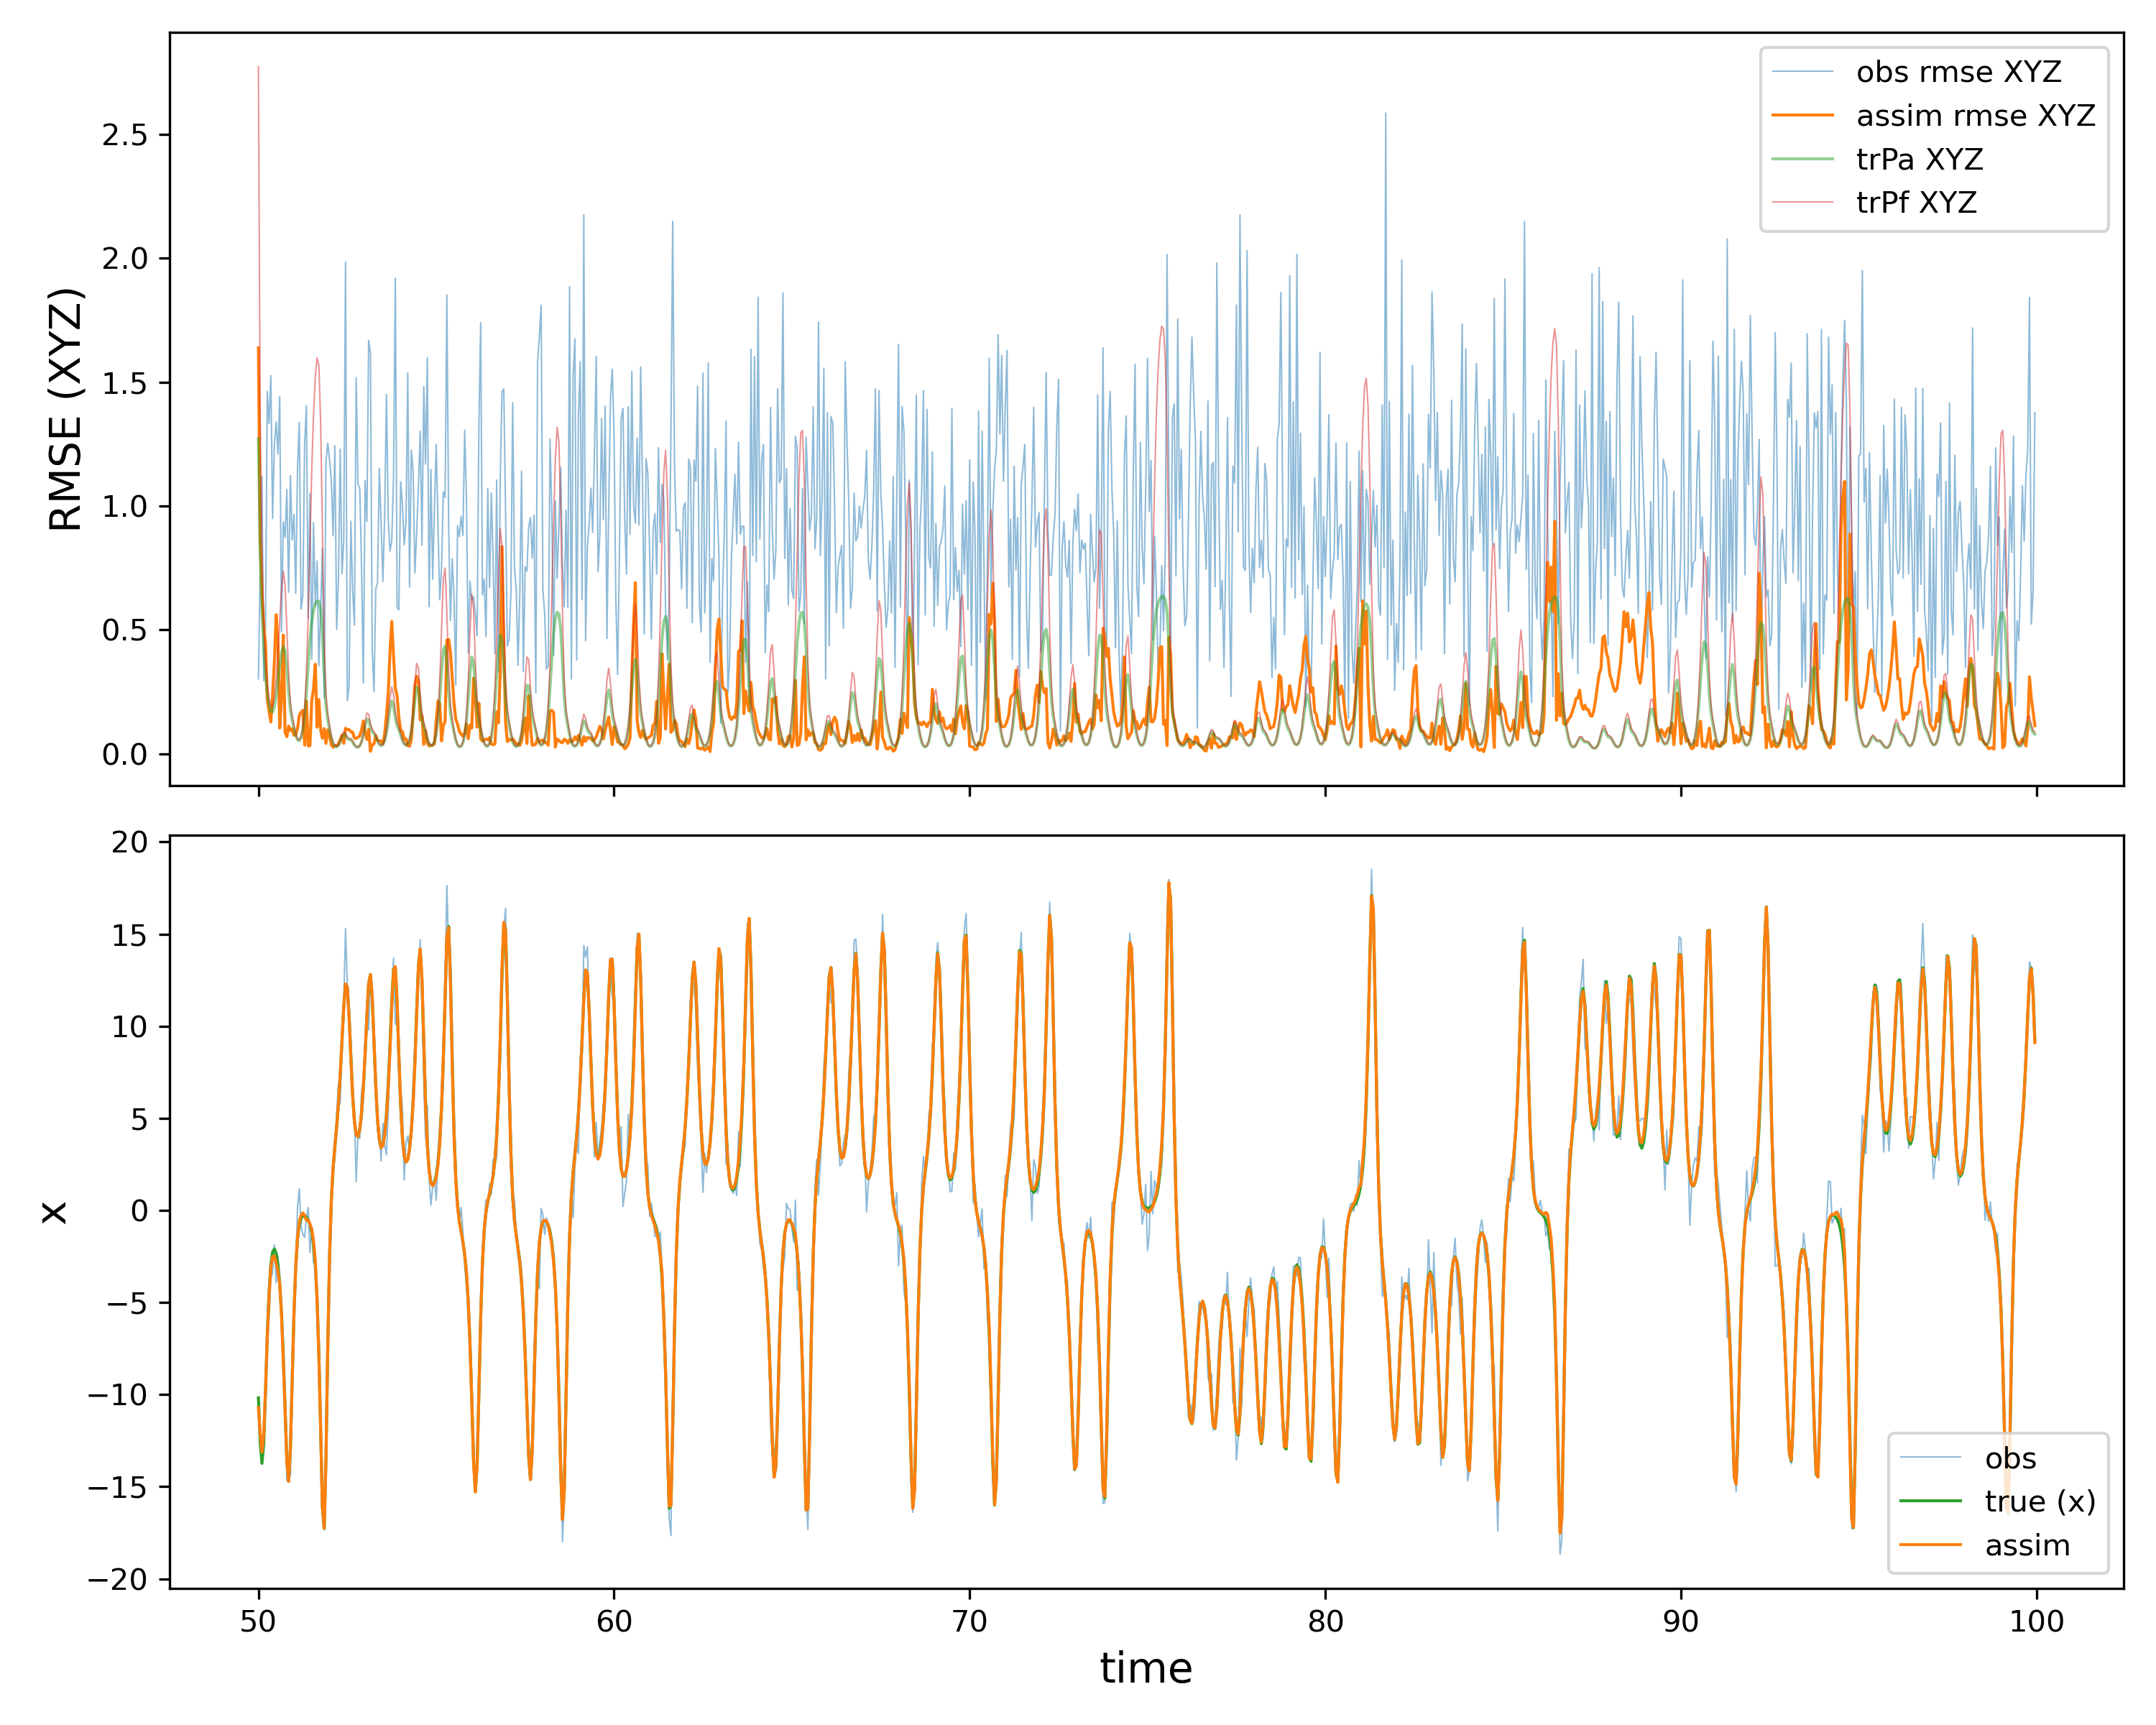 RMSE (XYZ)
2.5
2.0
1.5
1.0
0.5
0.0
obs rmse XYZ
assim rmse XYZ
trPa XYZ
trPf XYZ
x
20
15
10
5
0
−5
−10
−15
−20
obs
true (x)
assim
50
60
70
80
90
100
time